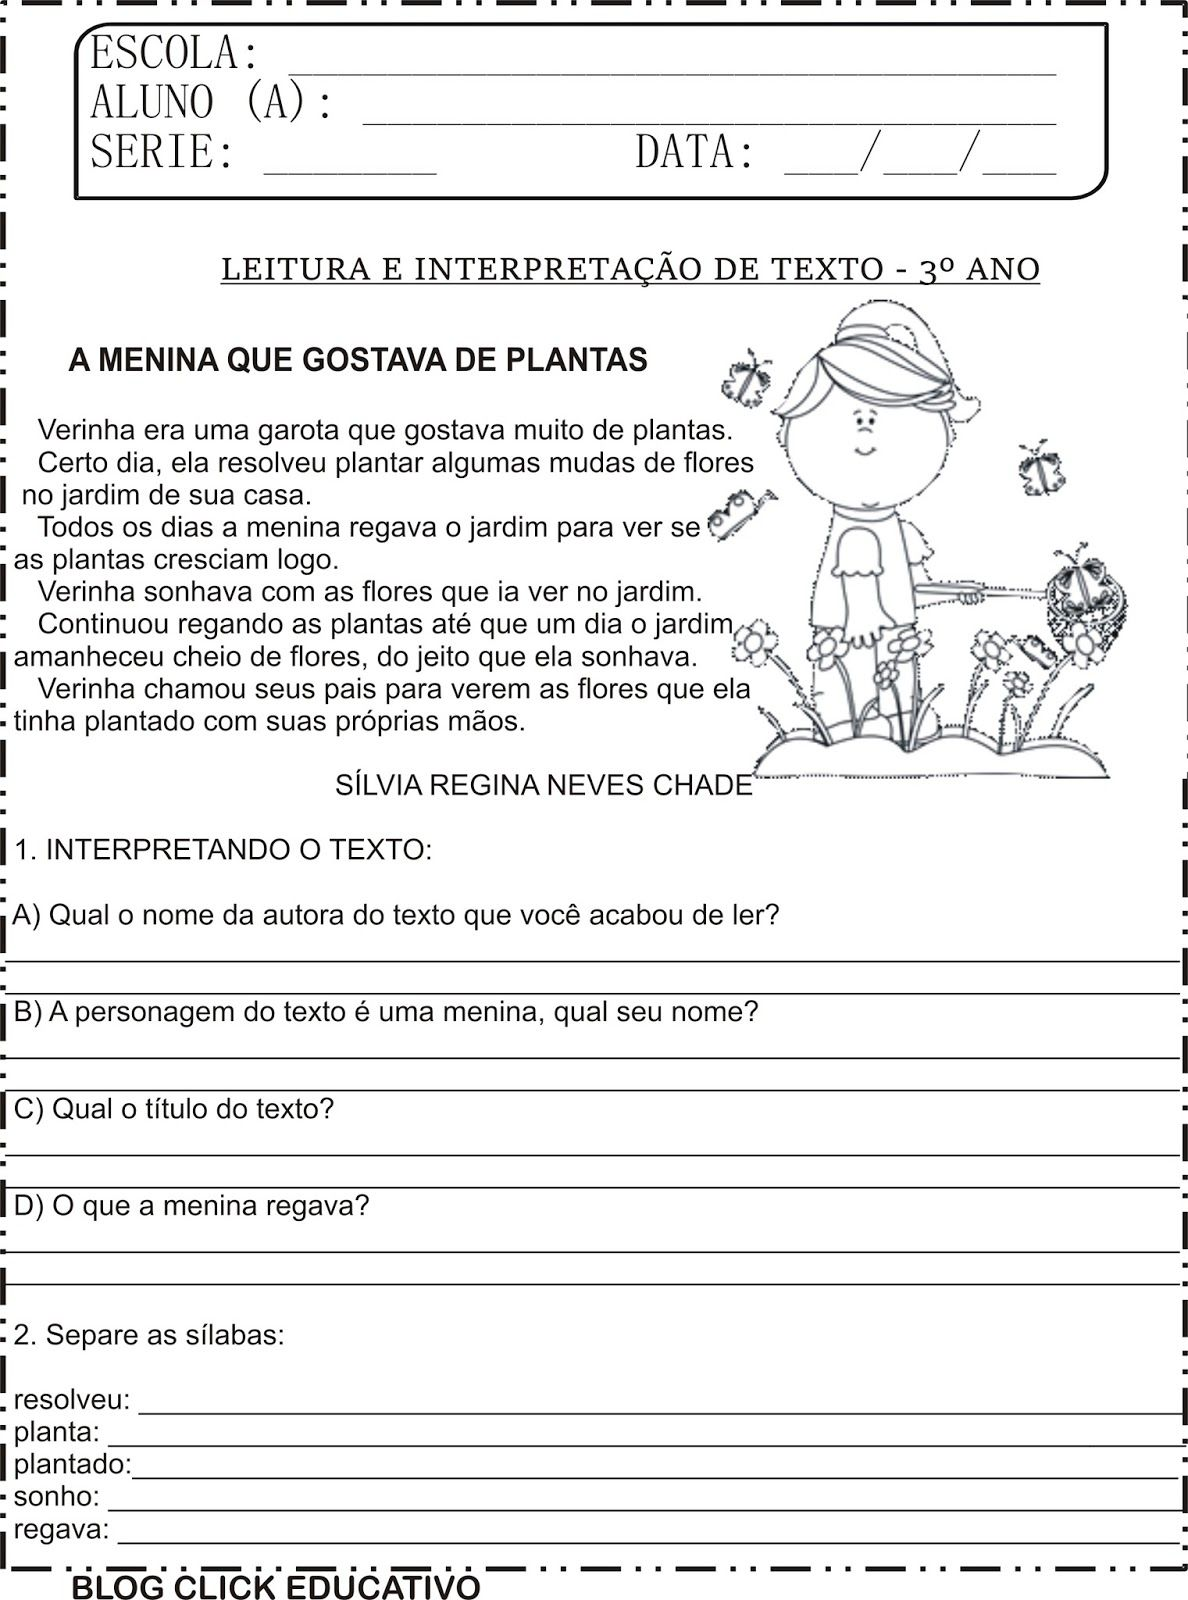 ESCOLA: _______________________________
ALUNO (A): ____________________________
SERIE: _______ DATA: ___/___/___
LEITURA E INTERPRETAÇÃO DE TEXTO - 3º ANO
A MENINA QUE GOSTAVA DE PLANTAS
Verinha era uma garota que gostava muito de plantas.
Certo dia, ela resolveu plantar algumas mudas de flores
no jardim de sua casa.
Todos os dias a menina regava o jardim para ver se
as plantas cresciam logo.
Verinha sonhava com as flores que ia ver no jardim.
Continuou regando as plantas até que um dia o jardim
amanheceu cheio de flores, do jeito que ela sonhava.
Verinha chamou seus pais para verem as flores que ela
tinha plantado com suas próprias mãos.
SÍLVIA REGINA NEVES CHADE
1. INTERPRETANDO O TEXTO:
A) Qual o nome da autora do texto que você acabou de ler?
B) A personagem do texto é uma menina, qual seu nome?
C) Qual o título do texto?
D) O que a menina regava?
2. Separe as sílabas:
resolveu:
planta:
plantado:
sonho:
regava:
BLOG CLICK EDUCATIVO